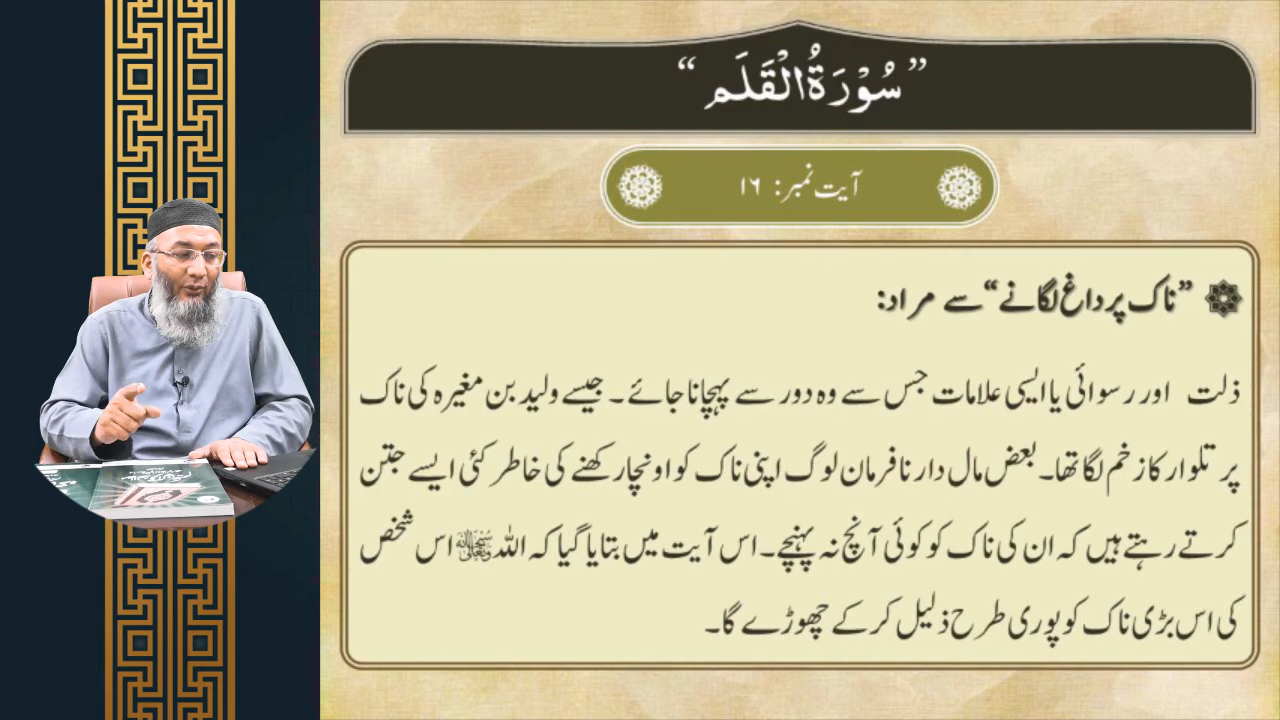 ”سُوْرَۃُ الْقَلَم“
آیت نمبر: ۱۶
”ناک پر داغ لگانے“ سے مراد:
ذلت اور رسوائی یا ایسی علامات جس سے وہ دور سے پہچانا جائے۔ جیسے ولید بن مغیرہ کی ناک
پر تلوار کا زخم لگا تھا۔ بعض مال دار نافرمان لوگ اپنی ناک کو اونچا رکھنے کی خاطر کئی ایسے جتن
کرتے رہتے ہیں کہ ان کی ناک کو کوئی آنچ نہ پہنچے۔ اس آیت میں بتایا گیا کہ اللہ سبحانہ وتعالیٰ اس شخص
کی اس بڑی ناک کو پوری طرح ذلیل کر کے چھوڑے گا۔